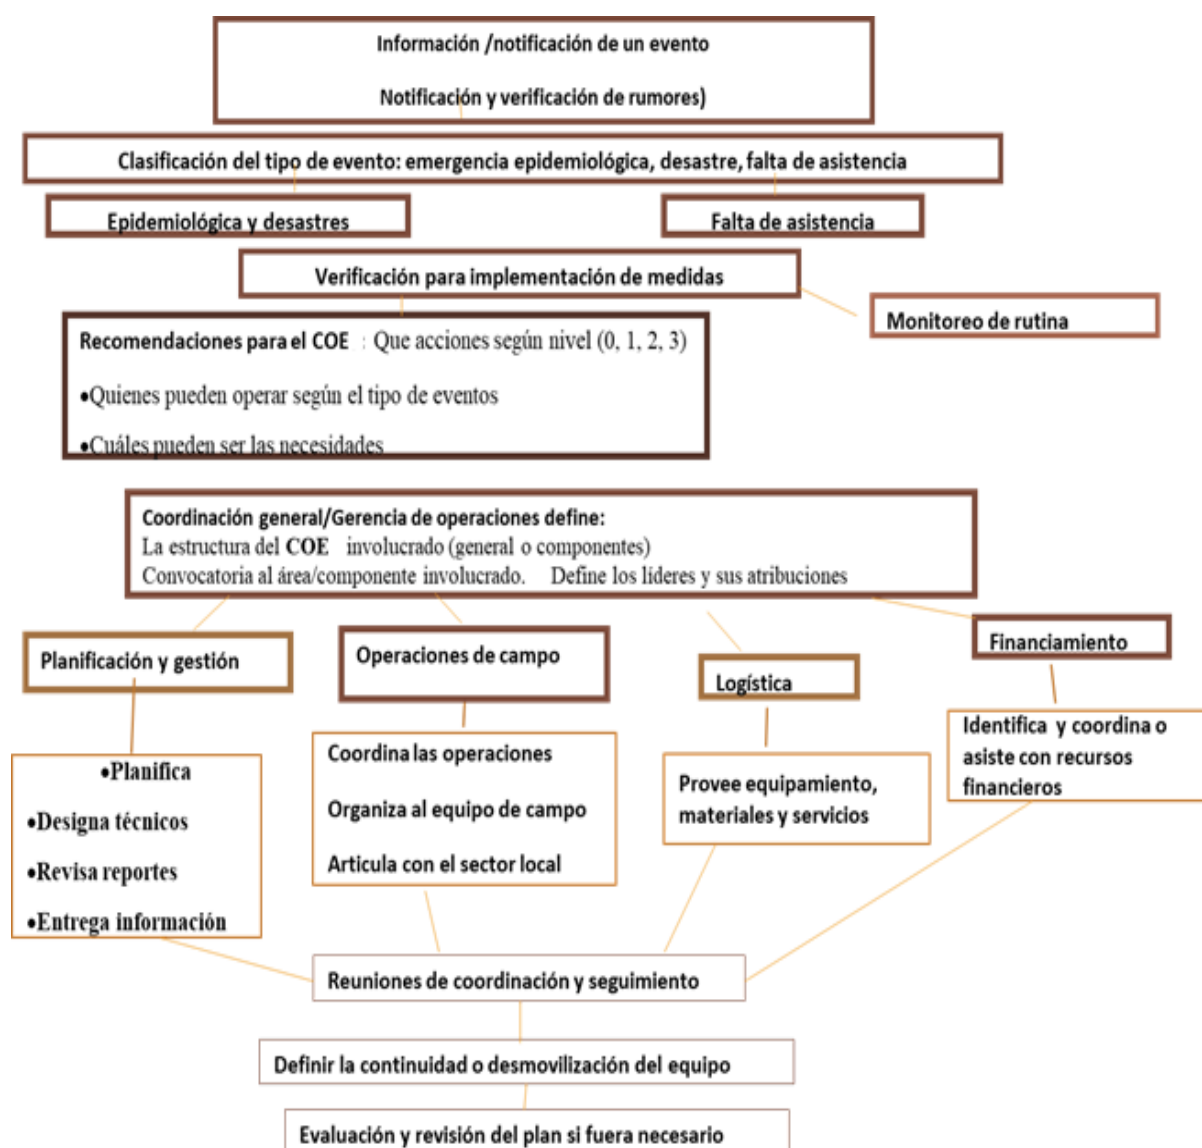 Información /notificación de un evento
Notificación y verificación de rumores)
Clasificación del tipo de evento: emergencia epidemiológica, desastre, falta de asistencia
Epidemiológica y desastres
Falta de asistencia
Verificación para implementación de medidas
Monitoreo de rutina
Recomendaciones para el COE : Que acciones según nivel (0, 1, 2, 3)
•Quienes pueden operar según el tipo de eventos
•Cuáles pueden ser las necesidades
Coordinación general/Gerencia de operaciones define:
La estructura del COE involucrado (general o componentes)
Convocatoria al área/componente involucrado. Define los líderes y sus atribuciones
Planificación y gestión
Operaciones de campo
Logística
Financiamiento
•Planifica
•Designa técnicos
•Revisa reportes
•Entrega información
Coordina las operaciones
Organiza al equipo de campo
Articula con el sector local
Provee equipamiento,
materiales y servicios
Identifica y coordina o
asiste con recursos
financieros
Reuniones de coordinación y seguimiento
Definir la continuidad o desmovilización del equipo
Evaluación y revisión del plan si fuera necesario